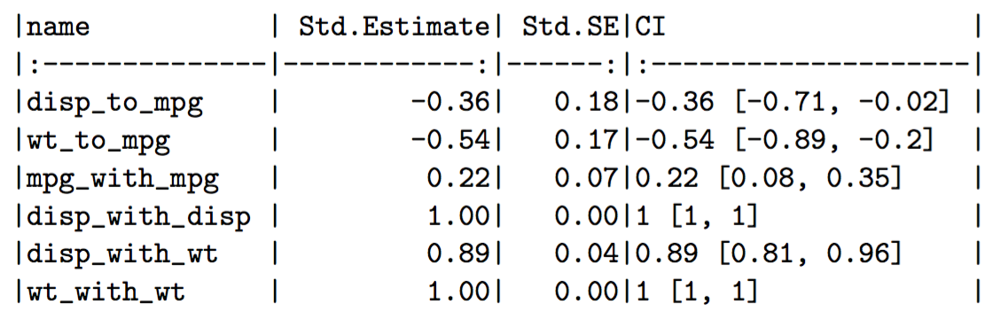 |name           | Std.Estimate| Std.SE|CI                   |
|:--------------|------------:|------:|:--------------------|
|disp_to_mpg    |        -0.36|   0.18|-0.36 [-0.71, -0.02] |
|wt_to_mpg      |        -0.54|   0.17|-0.54 [-0.89, -0.2]  |
|mpg_with_mpg   |         0.22|   0.07|0.22 [0.08, 0.35]    |
|disp_with_disp |         1.00|   0.00|1 [1, 1]             |
|disp_with_wt   |         0.89|   0.04|0.89 [0.81, 0.96]    |
|wt_with_wt     |         1.00|   0.00|1 [1, 1]             |